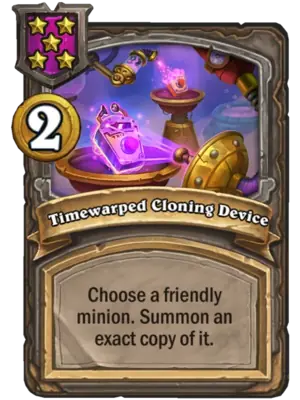 2
Timewarped Cloning Device
Choose a friendly
minion. Summon an
exact copy of it.